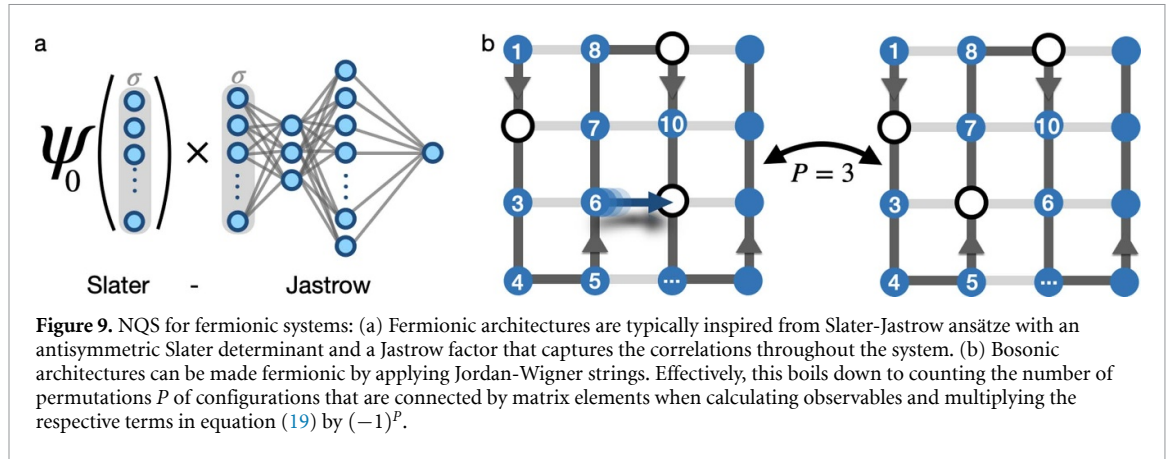 a
b
σ
σ
ψ0
×
Slater - Jastrow
1 8
7 10
3 6
4 5 ...
P = 3
1 8
7 10
3 6
4 5 ...
Figure 9. NQS for fermionic systems: (a) Fermionic architectures are typically inspired from Slater-Jastrow ansätze with an
antisymmetric Slater determinant and a Jastrow factor that captures the correlations throughout the system. (b) Bosonic
architectures can be made fermionic by applying Jordan-Wigner strings. Effectively, this boils down to counting the number of
permutations P of configurations that are connected by matrix elements when calculating observables and multiplying the
respective terms in equation (19) by (−1)^P.